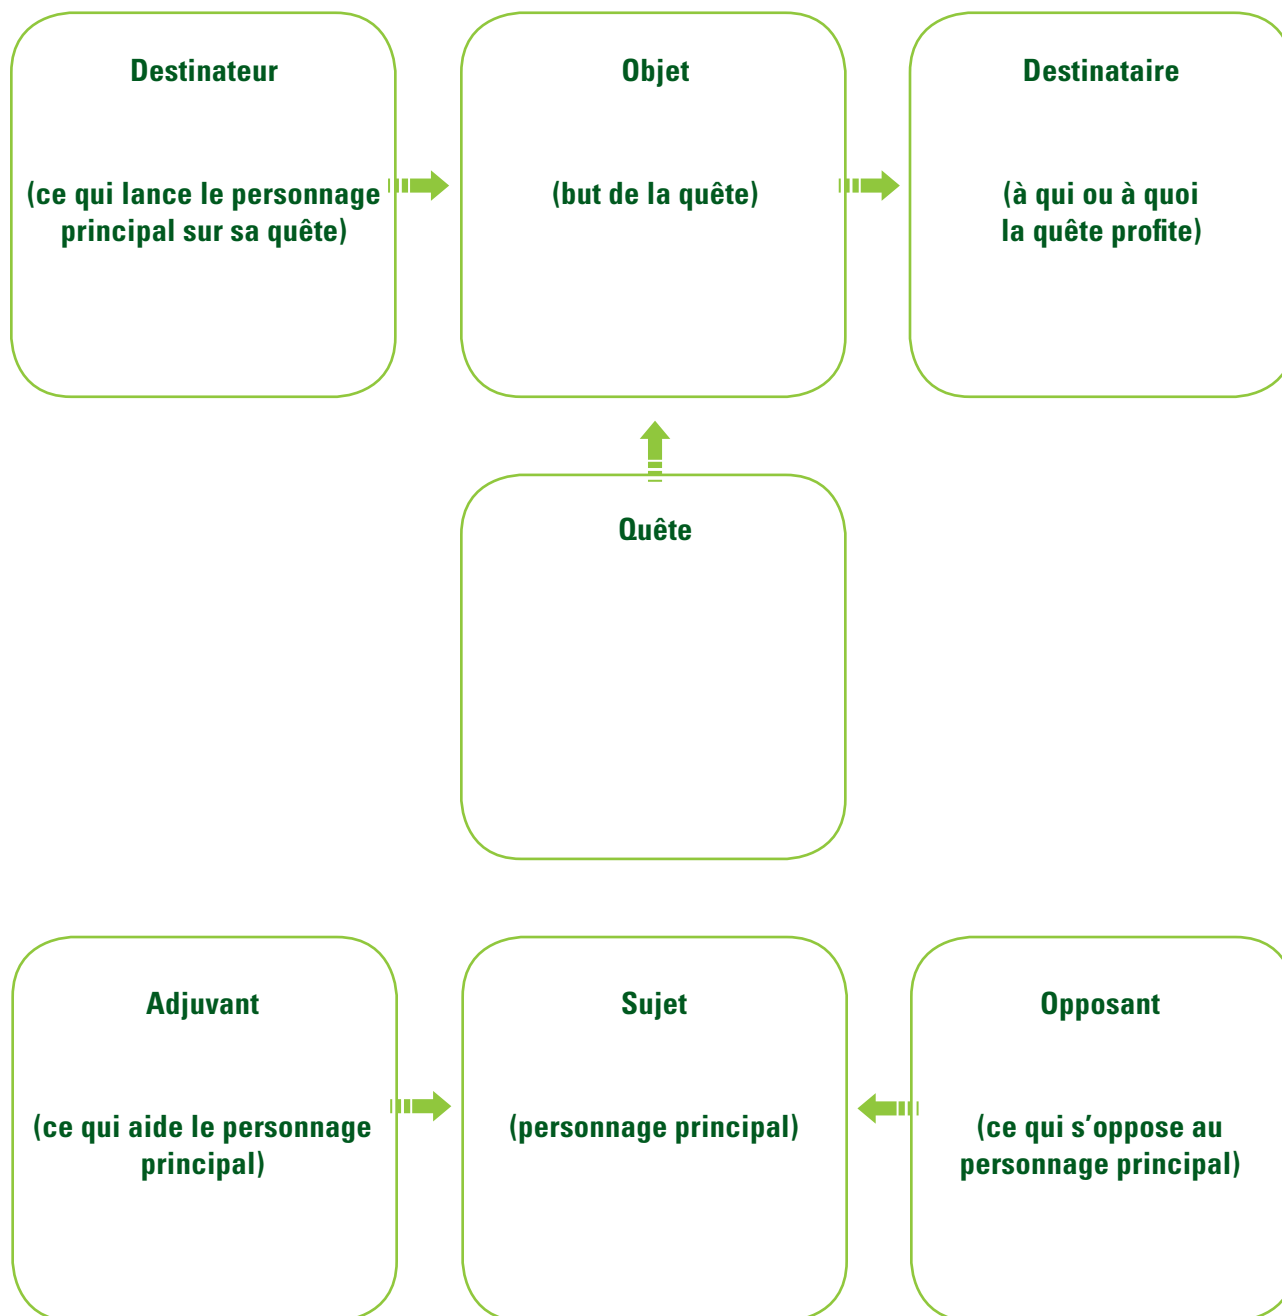 Destinateur
(ce qui lance le personnage
principal sur sa quête)
Objet
(but de la quête)
Destinataire
(à qui ou à quoi
la quête profite)
Quête
Adjuvant
(ce qui aide le personnage
principal)
Sujet
(personnage principal)
Opposant
(ce qui s’oppose au
personnage principal)